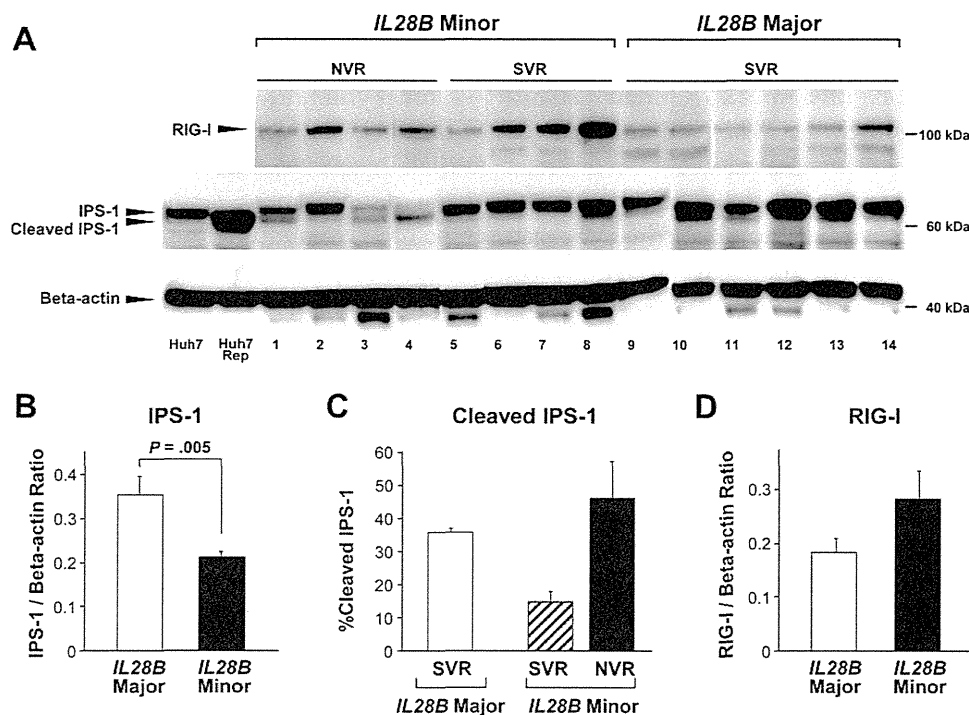 A
IL28B Minor
IL28B Major
NVR
SVR
SVR
RIG-I
100 kDa
IPS-1
Cleaved IPS-1
60 kDa
Beta-actin
40 kDa
Huh7
Huh7 Rep
1 2 3 4 5 6 7 8 9 10 11 12 13 14
B
IPS-1
P = .005
IPS-1 / Beta-actin Ratio
0.4
0.3
0.2
0.1
0
IL28B Major
IL28B Minor
C
Cleaved IPS-1
%Cleaved IPS-1
60
50
40
30
20
10
0
SVR
SVR
NVR
IL28B Major
IL28B Minor
D
RIG-I
RIG-I / Beta-actin Ratio
0.3
0.2
0.1
0
IL28B Major
IL28B Minor